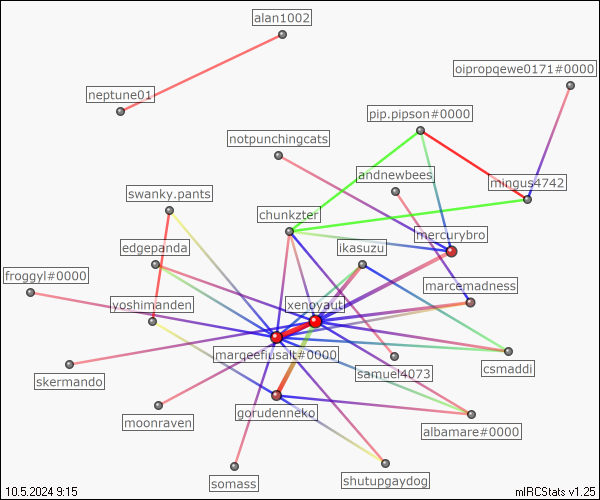 alan1002
oipropqewe0171#0000
neptune01
pip.pipson#0000
notpunchingcats
andnewbees
mingus4742
swanky.pants
chunkzter
mercurybro
edgepanda
ikasuzu
froggyl#0000
marcemadness
yoshimanden
xenoyaut
marqeefiusalt#0000
skermando
samuel4073
csmaddi
moonraven
gorudenneko
albamare#0000
somass
shutupgaydog
10.5.2024 9:15
mIRCStats v1.25